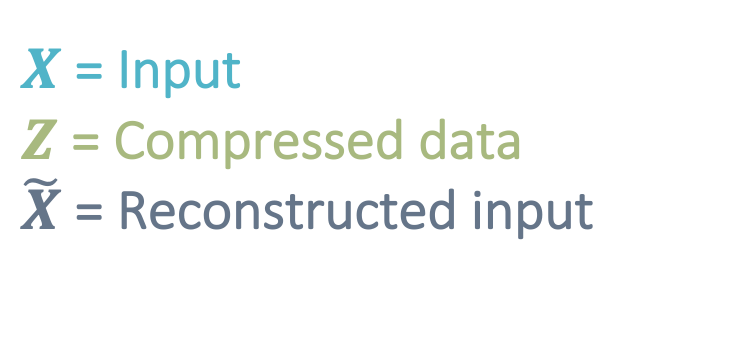 X = Input
Z = Compressed data
X̃ = Reconstructed input